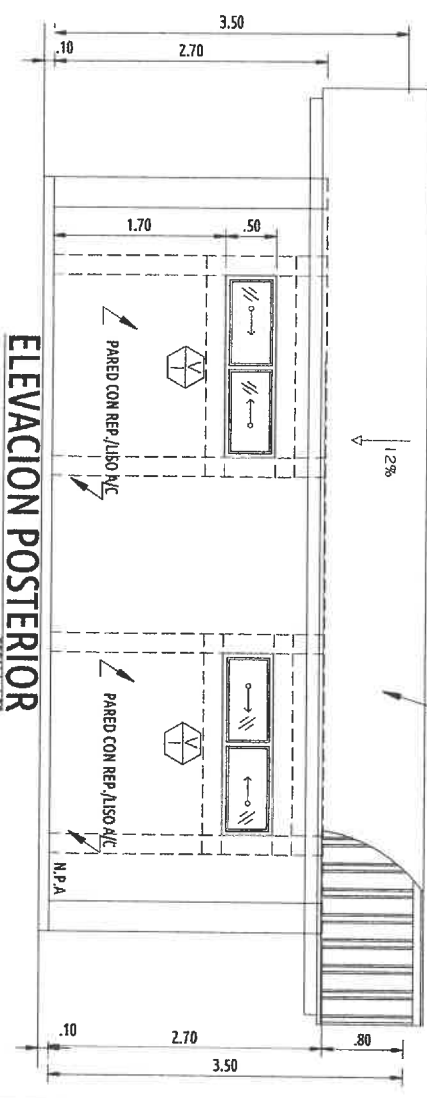 3.50
.10
2.70
1.70
.50
12%
PARED CON REP./LISO A/C
PARED CON REP./LISO A/C
N.P.A
.10
2.70
.80
3.50
ELEVACION POSTERIOR